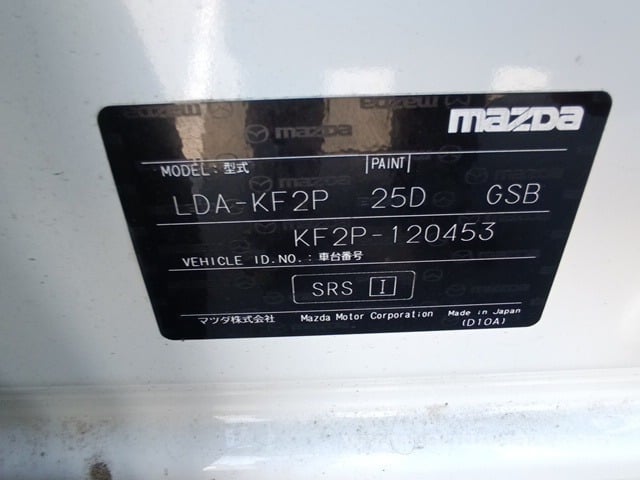 mazda
MODEL: 型式 PAINT
LDA-KF2P 25D GSB
KF2P-120453
VEHICLE ID.NO.: 車台番号
SRS I
マツダ株式会社 Mazda Motor Corporation Made in Japan
(D10A)